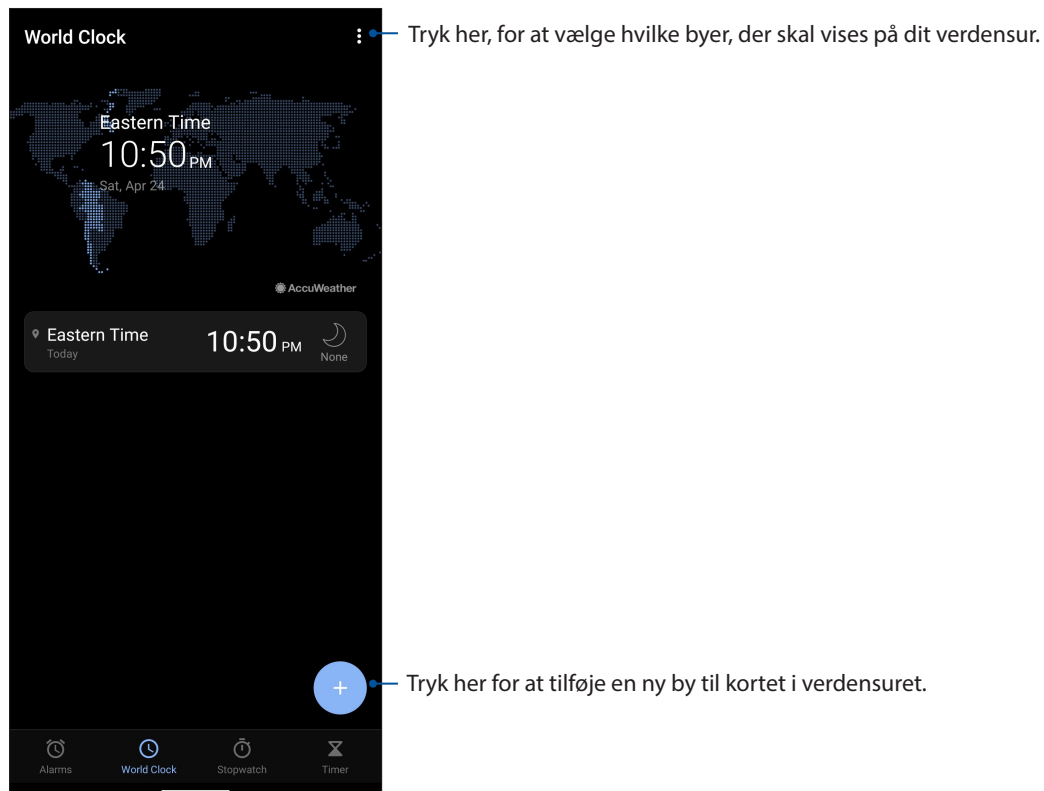 World Clock
Tryk her, for at vælge hvilke byer, der skal vises på dit verdensur.
Eastern Time
10:50 PM
Sat, Apr 24
AccuWeather
Eastern Time
Today
10:50 PM
None
+
Tryk her for at tilføje en ny by til kortet i verdensuret.
Alarms
World Clock
Stopwatch
Timer